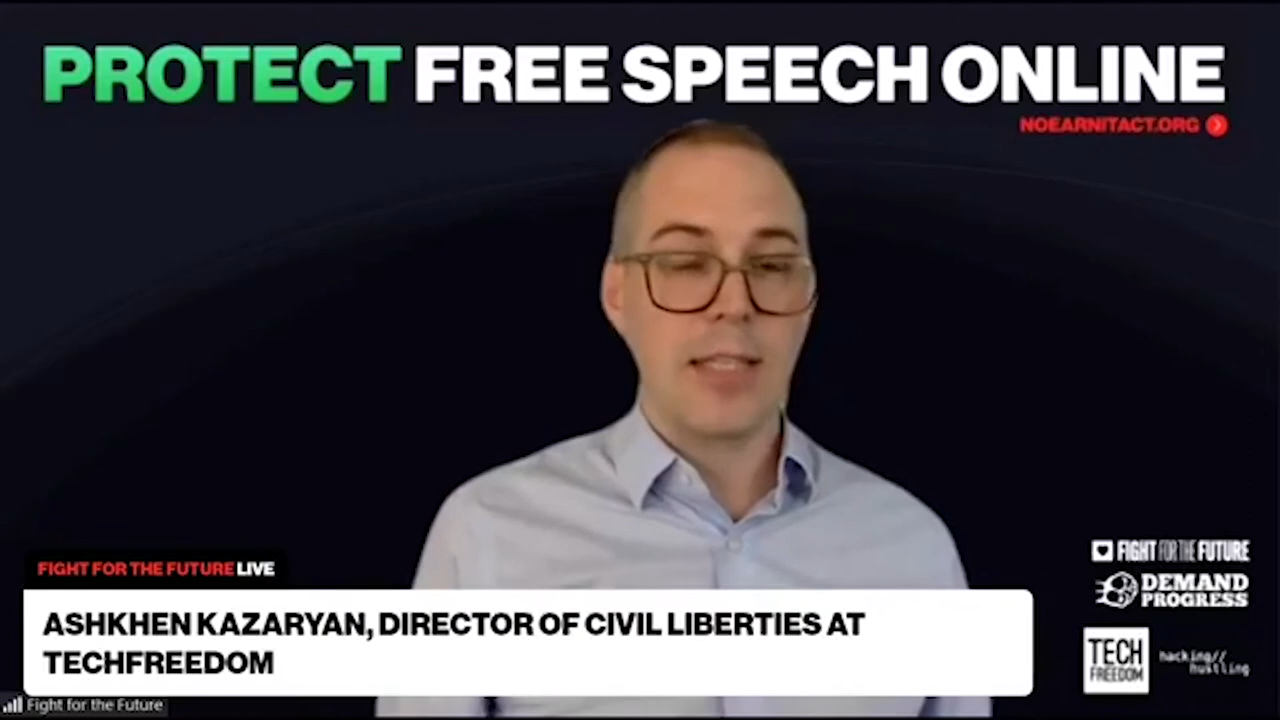 PROTECT FREE SPEECH ONLINE
NOEARNITACT.ORG
FIGHT FOR THE FUTURE LIVE
ASHKHEN KAZARYAN, DIRECTOR OF CIVIL LIBERTIES AT
TECHFREEDOM
FIGHT FOR THE FUTURE
DEMAND
PROGRESS
TECH
FREEDOM
hacking//
hustling
Fight for the Future